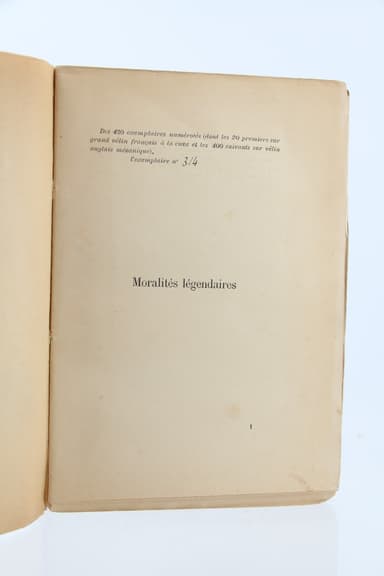 Des 420 exemplaires numérotés (dont les 20 premiers sur
grand vélin français à la cuve et les 400 suivants sur vélin
anglais mécanique),
l'exemplaire n° 314
Moralités légendaires
1